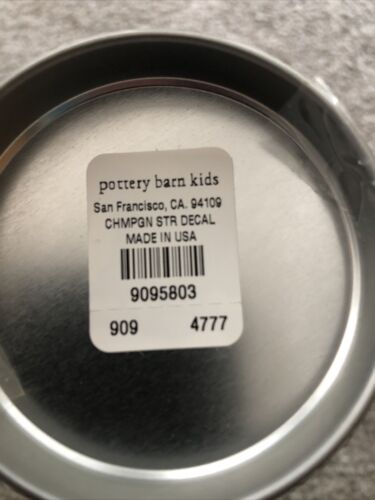 pottery barn kids
San Francisco, CA. 94109
CHMPGN STR DECAL
MADE IN USA
9095803
909 4777